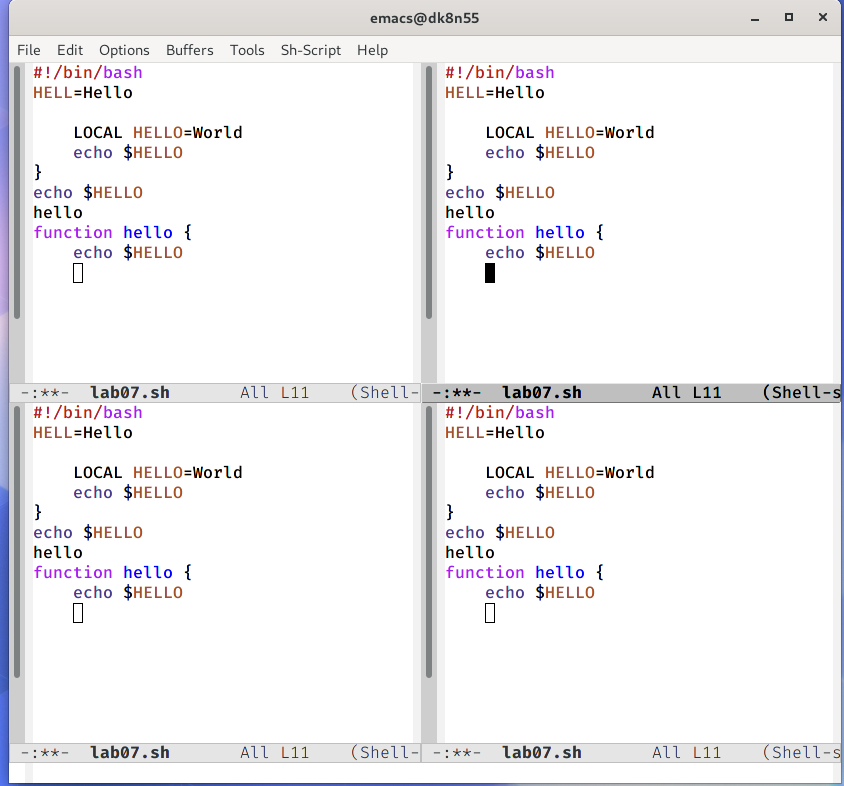 emacs@dk8n55
File Edit Options Buffers Tools Sh-Script Help
#!/bin/bash
HELL=Hello
    LOCAL HELLO=World
    echo $HELLO
}
echo $HELLO
hello
function hello {
    echo $HELLO
-:**-  lab07.sh       All L11    (Shell-
#!/bin/bash
HELL=Hello
    LOCAL HELLO=World
    echo $HELLO
}
echo $HELLO
hello
function hello {
    echo $HELLO
-:**-  lab07.sh       All L11    (Shell-s
#!/bin/bash
HELL=Hello
    LOCAL HELLO=World
    echo $HELLO
}
echo $HELLO
hello
function hello {
    echo $HELLO
-:**-  lab07.sh       All L11    (Shell-
#!/bin/bash
HELL=Hello
    LOCAL HELLO=World
    echo $HELLO
}
echo $HELLO
hello
function hello {
    echo $HELLO
-:**-  lab07.sh       All L11    (Shell-s